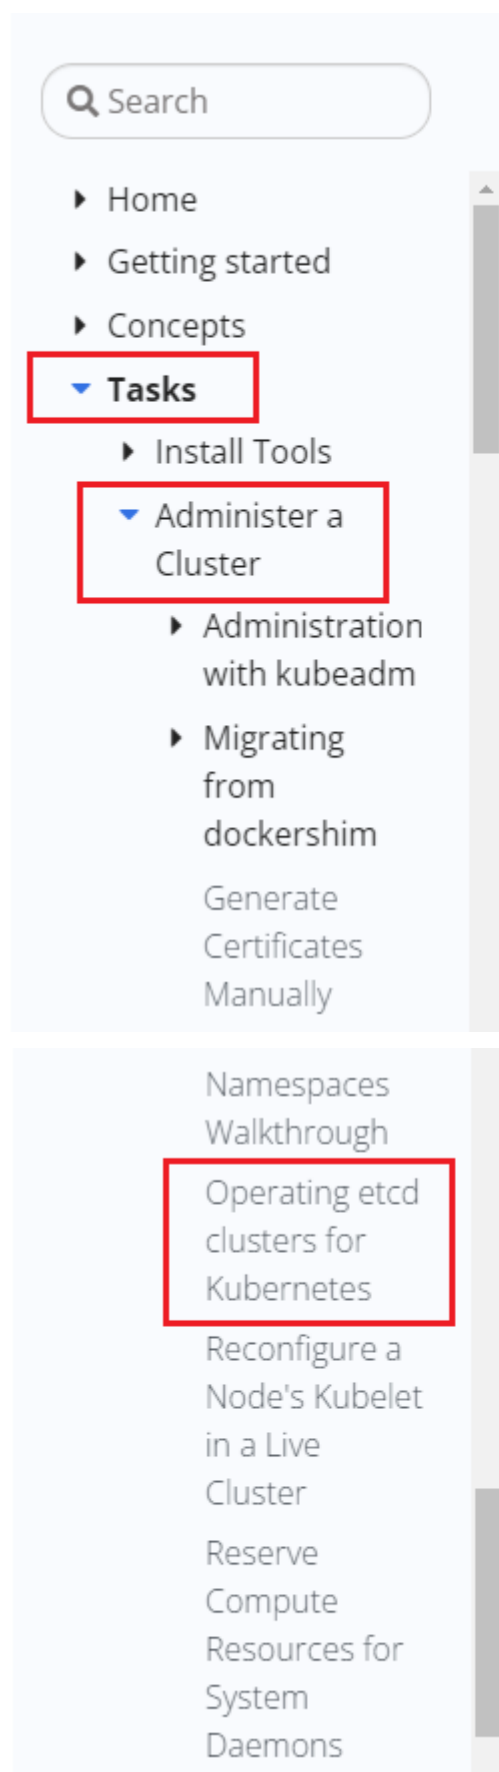 Search
Home
Getting started
Concepts
Tasks
Install Tools
Administer a
Cluster
Administration
with kubeadm
Migrating
from
dockershim
Generate
Certificates
Manually
Namespaces
Walkthrough
Operating etcd
clusters for
Kubernetes
Reconfigure a
Node's Kubelet
in a Live
Cluster
Reserve
Compute
Resources for
System
Daemons